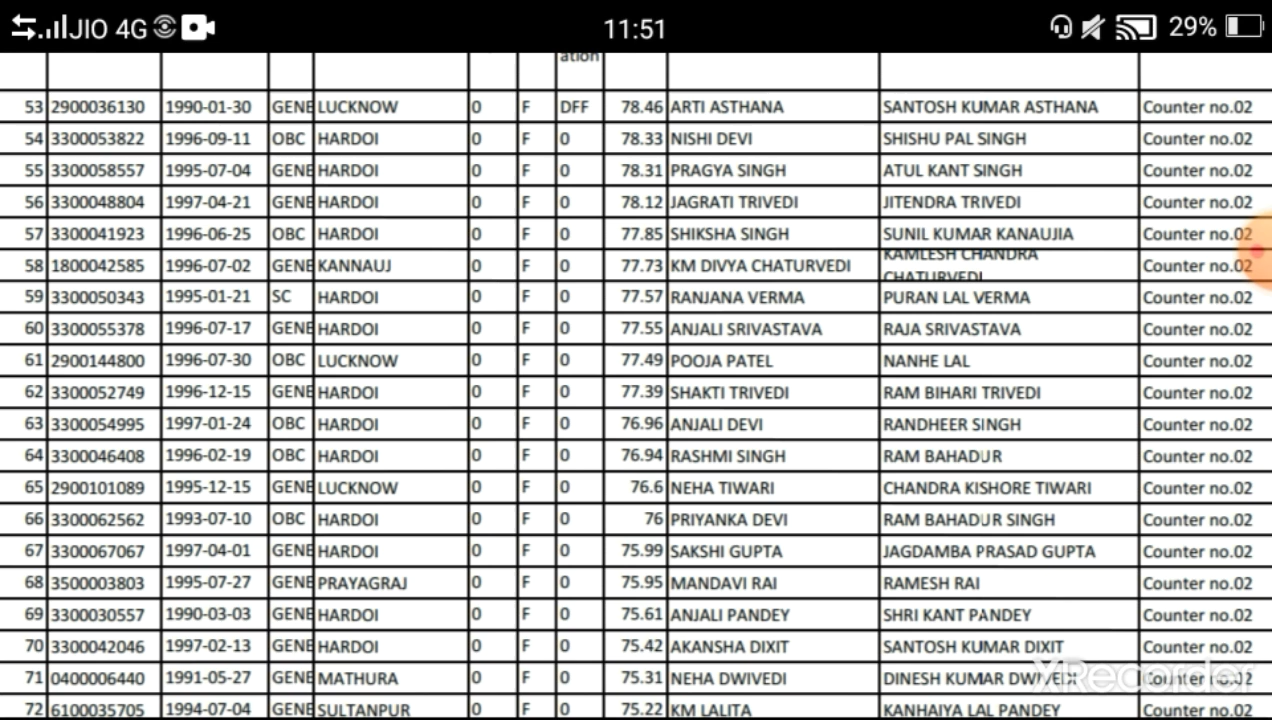 JIO 4G 11:51 29%
ation
53 2900036130 1990-01-30 GENE LUCKNOW 0 F DFF 78.46 ARTI ASTHANA SANTOSH KUMAR ASTHANA Counter no.02
54 3300053822 1996-09-11 OBC HARDOI 0 F 0 78.33 NISHI DEVI SHISHU PAL SINGH Counter no.02
55 3300058557 1995-07-04 GENE HARDOI 0 F 0 78.31 PRAGYA SINGH ATUL KANT SINGH Counter no.02
56 3300048804 1997-04-21 GENE HARDOI 0 F 0 78.12 JAGRATI TRIVEDI JITENDRA TRIVEDI Counter no.02
57 3300041923 1996-06-25 OBC HARDOI 0 F 0 77.85 SHIKSHA SINGH SUNIL KUMAR KANAUJIA Counter no.02
58 1800042585 1996-07-02 GENE KANNAUJ 0 F 0 77.73 KM DIVYA CHATURVEDI KAMLESH CHANDRA CHATURVEDI Counter no.02
59 3300050343 1995-01-21 SC HARDOI 0 F 0 77.57 RANJANA VERMA PURAN LAL VERMA Counter no.02
60 3300055378 1996-07-17 GENE HARDOI 0 F 0 77.55 ANJALI SRIVASTAVA RAJA SRIVASTAVA Counter no.02
61 2900144800 1996-07-30 OBC LUCKNOW 0 F 0 77.49 POOJA PATEL NANHE LAL Counter no.02
62 3300052749 1996-12-15 GENE HARDOI 0 F 0 77.39 SHAKTI TRIVEDI RAM BIHARI TRIVEDI Counter no.02
63 3300054995 1997-01-24 OBC HARDOI 0 F 0 76.96 ANJALI DEVI RANDHEER SINGH Counter no.02
64 3300046408 1996-02-19 OBC HARDOI 0 F 0 76.94 RASHMI SINGH RAM BAHADUR Counter no.02
65 2900101089 1995-12-15 GENE LUCKNOW 0 F 0 76.6 NEHA TIWARI CHANDRA KISHORE TIWARI Counter no.02
66 3300062562 1993-07-10 OBC HARDOI 0 F 0 76 PRIYANKA DEVI RAM BAHADUR SINGH Counter no.02
67 3300067067 1997-04-01 GENE HARDOI 0 F 0 75.99 SAKSHI GUPTA JAGDAMBA PRASAD GUPTA Counter no.02
68 3500003803 1995-07-27 GENE PRAYAGRAJ 0 F 0 75.95 MANDAVI RAI RAMESH RAI Counter no.02
69 3300030557 1990-03-03 GENE HARDOI 0 F 0 75.61 ANJALI PANDEY SHRI KANT PANDEY Counter no.02
70 3300042046 1997-02-13 GENE HARDOI 0 F 0 75.42 AKANSHA DIXIT SANTOSH KUMAR DIXIT Counter no.02
71 0400006440 1991-05-27 GENE MATHURA 0 F 0 75.31 NEHA DWIVEDI DINESH KUMAR DWIVEDI Counter no.02
72 6100035705 1994-07-04 GENE SULTANPUR 0 F 0 75.22 KM LALITA KANHAIYA LAL PANDEY Counter no.02
XRecorder